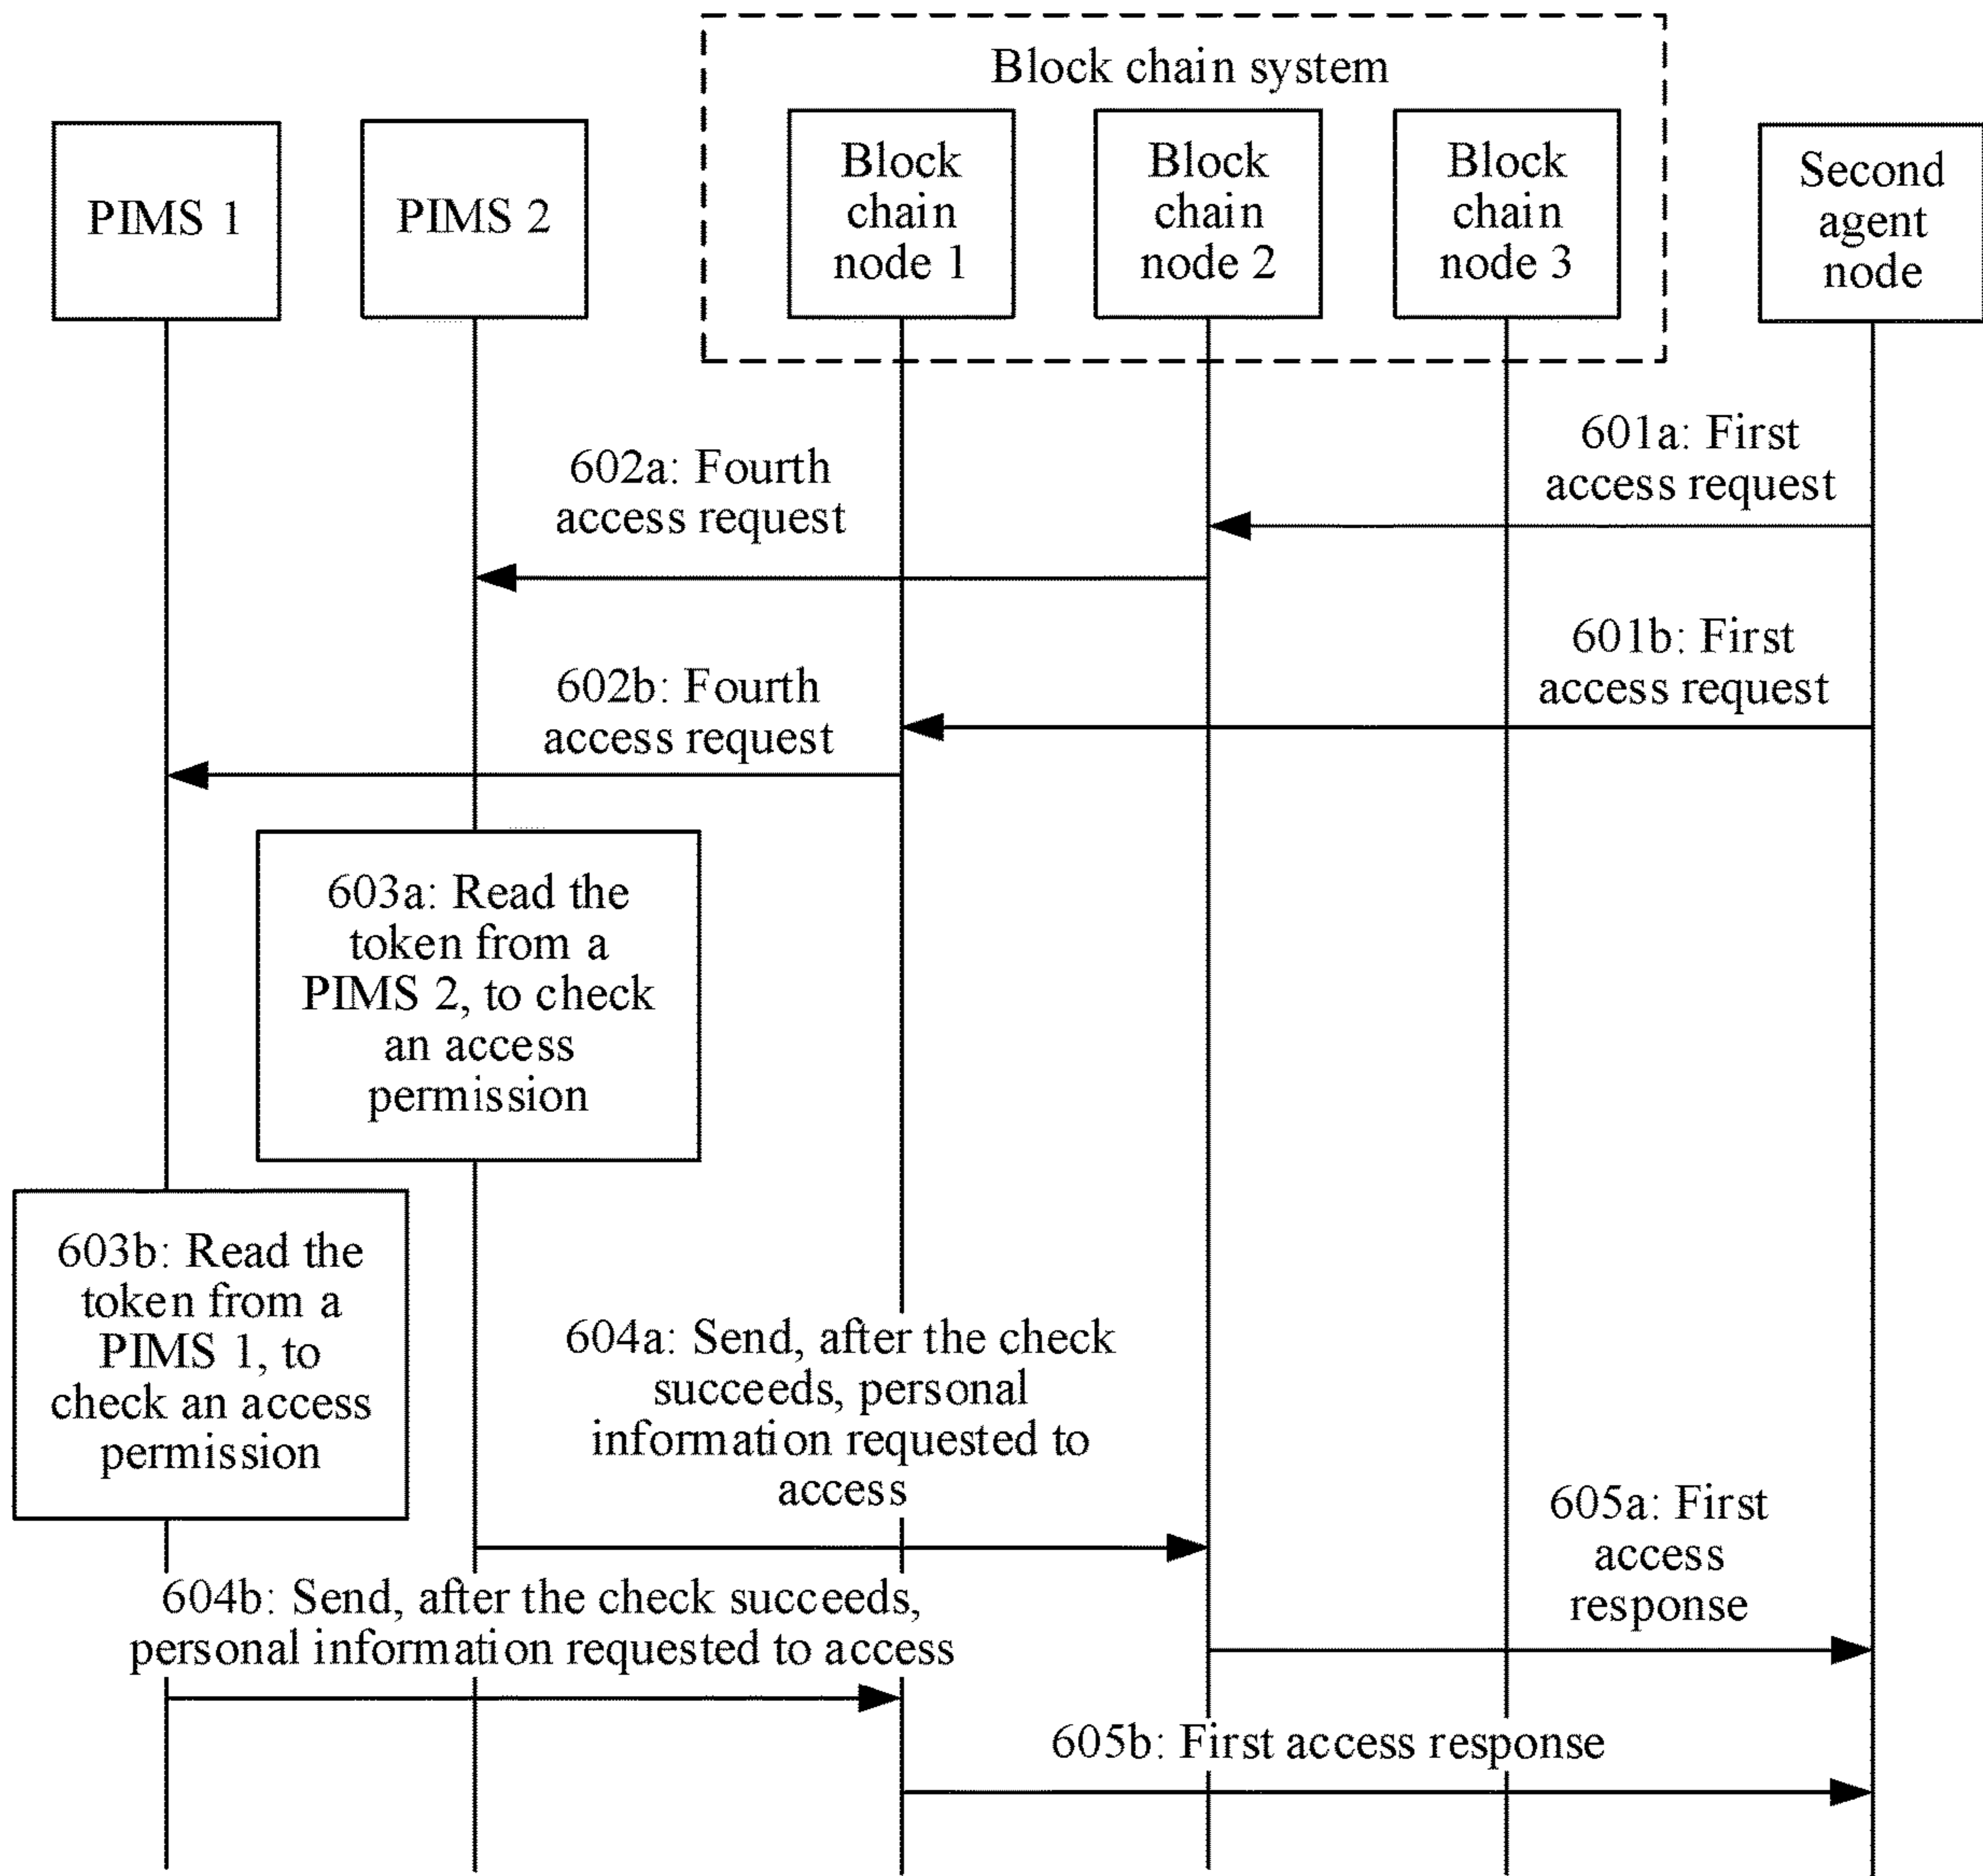 Block chain system
PIMS 1
PIMS 2
Block
chain
node 1
Block
chain
node 2
Block
chain
node 3
Second
agent
node
601a: First
access request
602a: Fourth
access request
601b: First
access request
602b: Fourth
access request
603a: Read the
token from a
PIMS 2, to check
an access
permission
603b: Read the
token from a
PIMS 1, to
check an access
permission
604a: Send, after the check
succeeds, personal
information requested to
access
605a: First
access
response
604b: Send, after the check succeeds,
personal information requested to access
605b: First access response